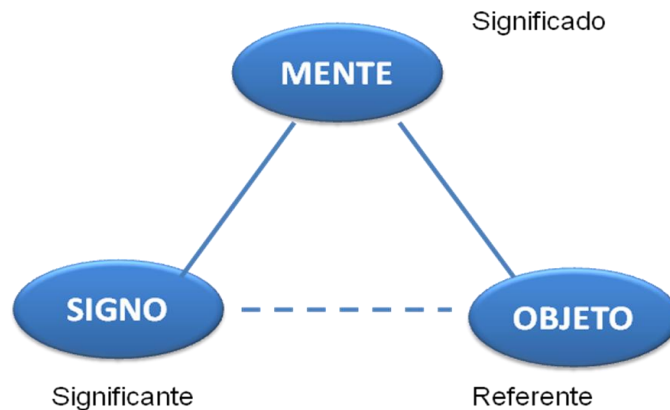 Significado
MENTE
SIGNO
OBJETO
Significante
Referente